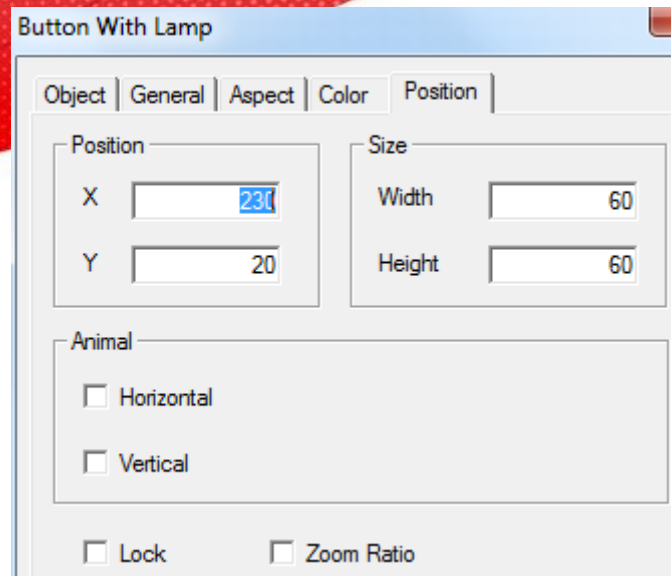 Button With Lamp
Object General Aspect Color Position
Position
X 230
Y 20
Size
Width 60
Height 60
Animal
Horizontal
Vertical
Lock Zoom Ratio